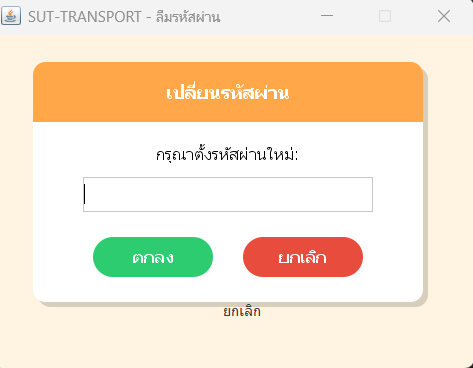 SUT-TRANSPORT - ลืมรหัสผ่าน
เปลี่ยนรหัสผ่าน
กรุณาตั้งรหัสผ่านใหม่:
ตกลง
ยกเลิก
ยกเลิก